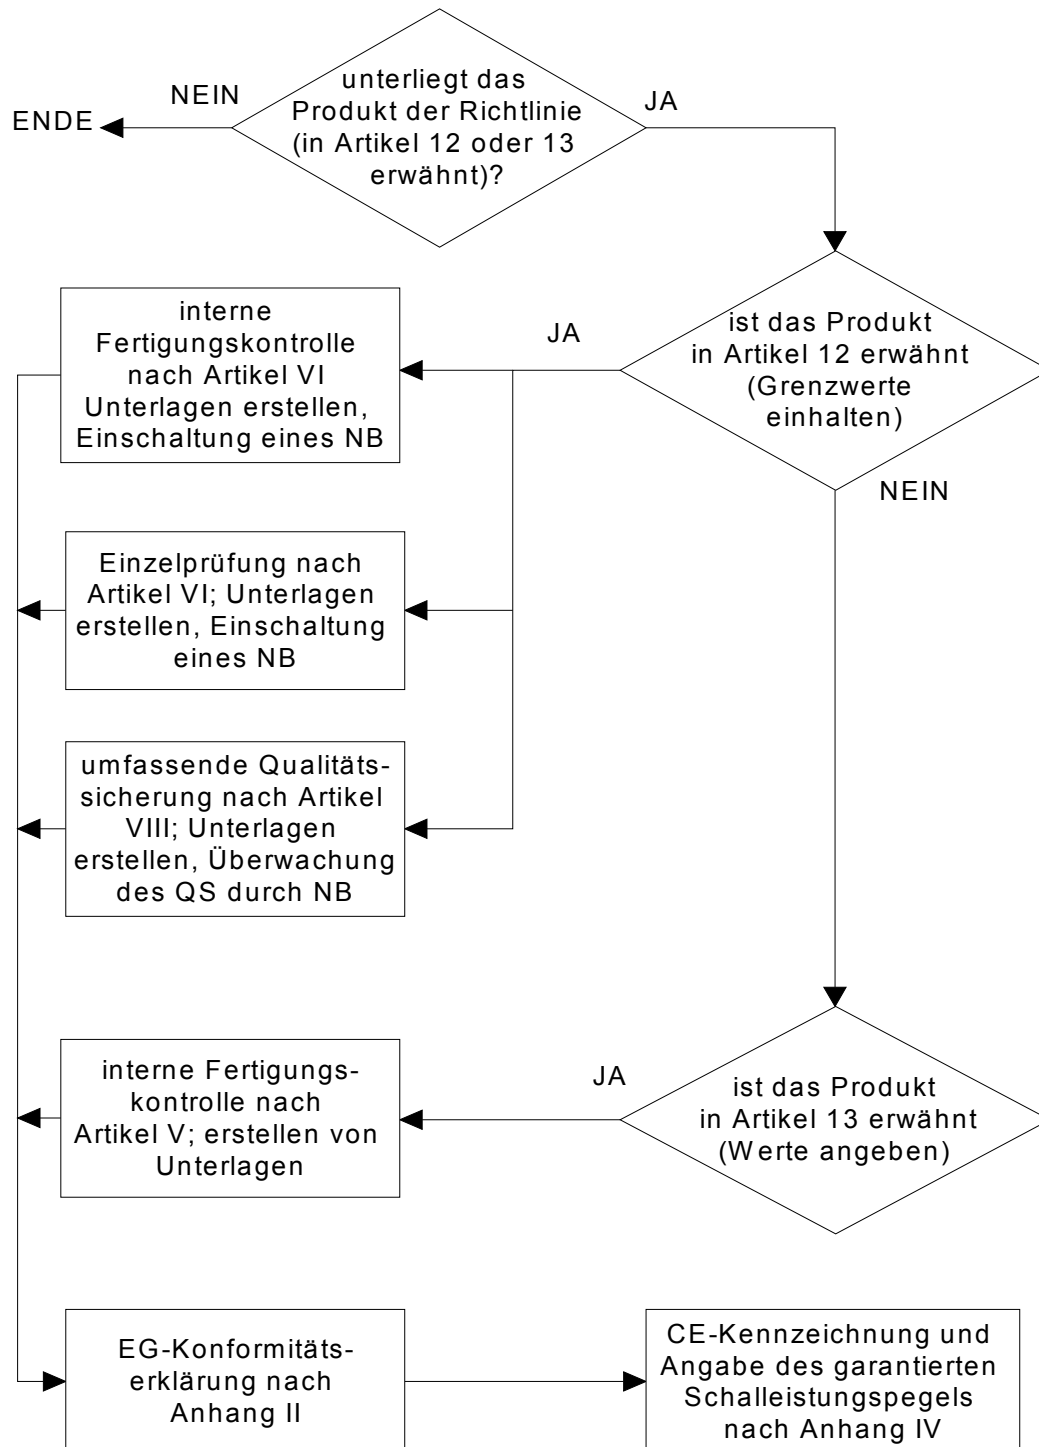 unterliegt das
Produkt der Richtlinie
(in Artikel 12 oder 13
erwähnt)?
NEIN
JA
ENDE
ist das Produkt
in Artikel 12 erwähnt
(Grenzwerte
einhalten)
JA
NEIN
interne
Fertigungskontrolle
nach Artikel VI
Unterlagen erstellen,
Einschaltung eines NB
Einzelprüfung nach
Artikel VI; Unterlagen
erstellen, Einschaltung
eines NB
umfassende Qualitäts-
sicherung nach Artikel
VIII; Unterlagen
erstellen, Überwachung
des QS durch NB
interne Fertigungs-
kontrolle nach
Artikel V; erstellen von
Unterlagen
JA
ist das Produkt
in Artikel 13 erwähnt
(Werte angeben)
EG-Konformitäts-
erklärung nach
Anhang II
CE-Kennzeichnung und
Angabe des garantierten
Schalleistungspegels
nach Anhang IV